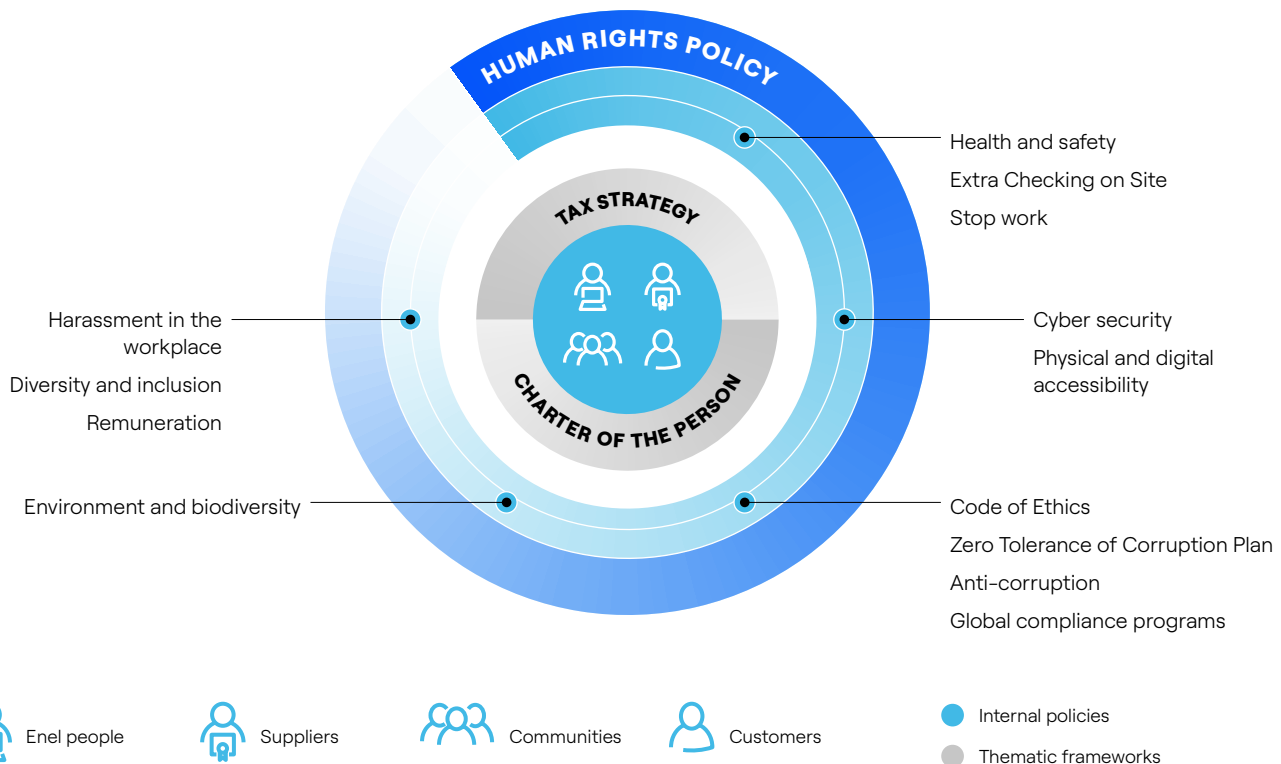 HUMAN RIGHTS POLICY
Health and safety
Extra Checking on Site
Stop work
TAX STRATEGY
CHARTER OF THE PERSON
Harassment in the
workplace
Diversity and inclusion
Remuneration
Cyber security
Physical and digital
accessibility
Environment and biodiversity
Code of Ethics
Zero Tolerance of Corruption Plan
Anti-corruption
Global compliance programs
Enel people
Suppliers
Communities
Customers
Internal policies
Thematic frameworks